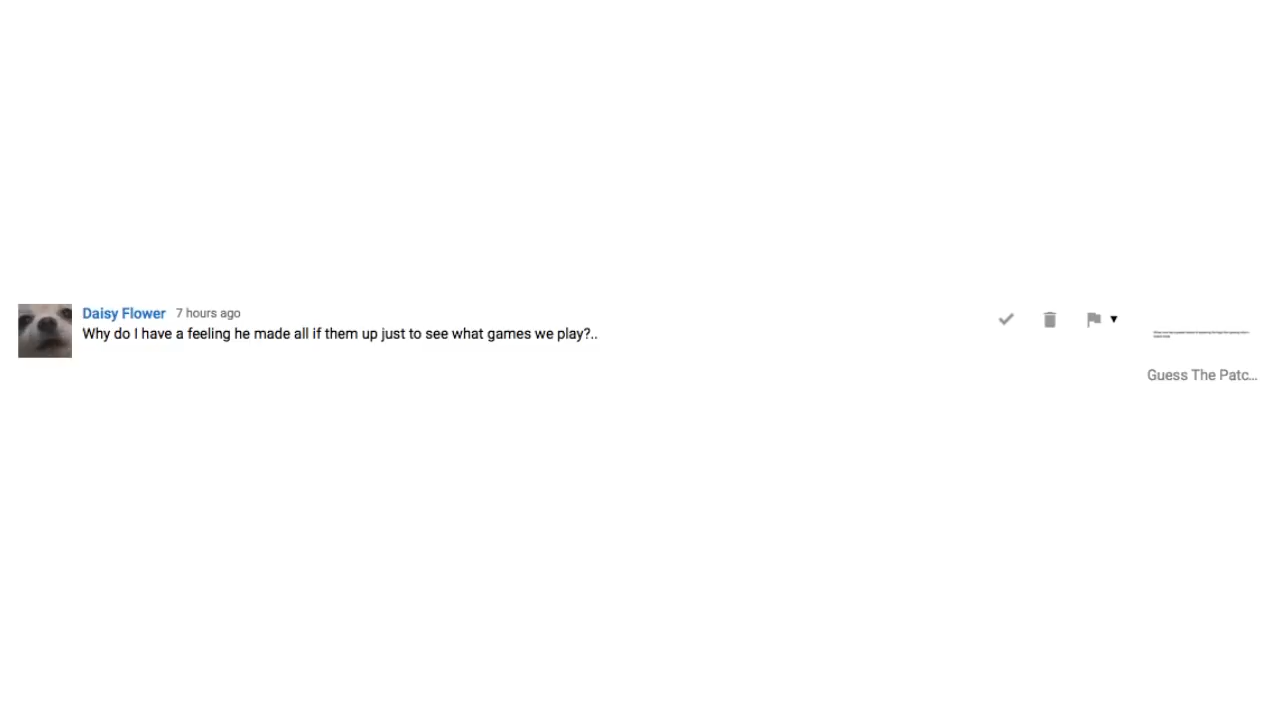 Daisy Flower 7 hours ago
Why do I have a feeling he made all if them up just to see what games we play?..
Guess The Patc...